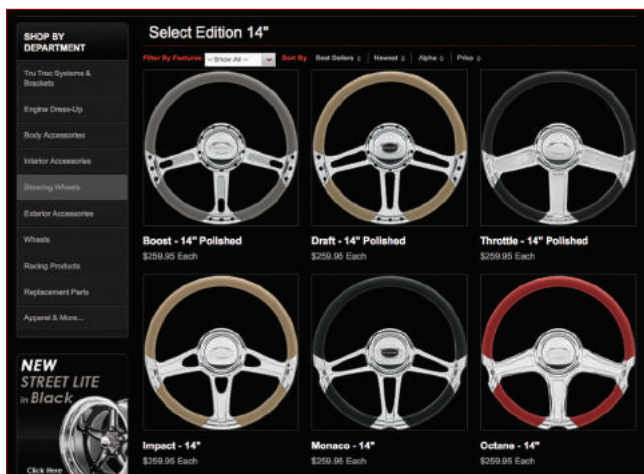 SHOP BY
DEPARTMENT
Tru Trac Systems &
Brackets
Engine Dress-Up
Body Accessories
Interior Accessories
Steering Wheels
Exterior Accessories
Wheels
Racing Products
Replacement Parts
Apparel & More...
NEW
STREET LITE
in Black
Click Here
Select Edition 14"
Filter By Features -- Show All -- Sort By Best Sellers Newest Alpha Price
Boost - 14" Polished
$259.95 Each
Draft - 14" Polished
$259.95 Each
Throttle - 14" Polished
$259.95 Each
Impact - 14"
$259.95 Each
Monaco - 14"
$259.95 Each
Octane - 14"
$259.95 Each